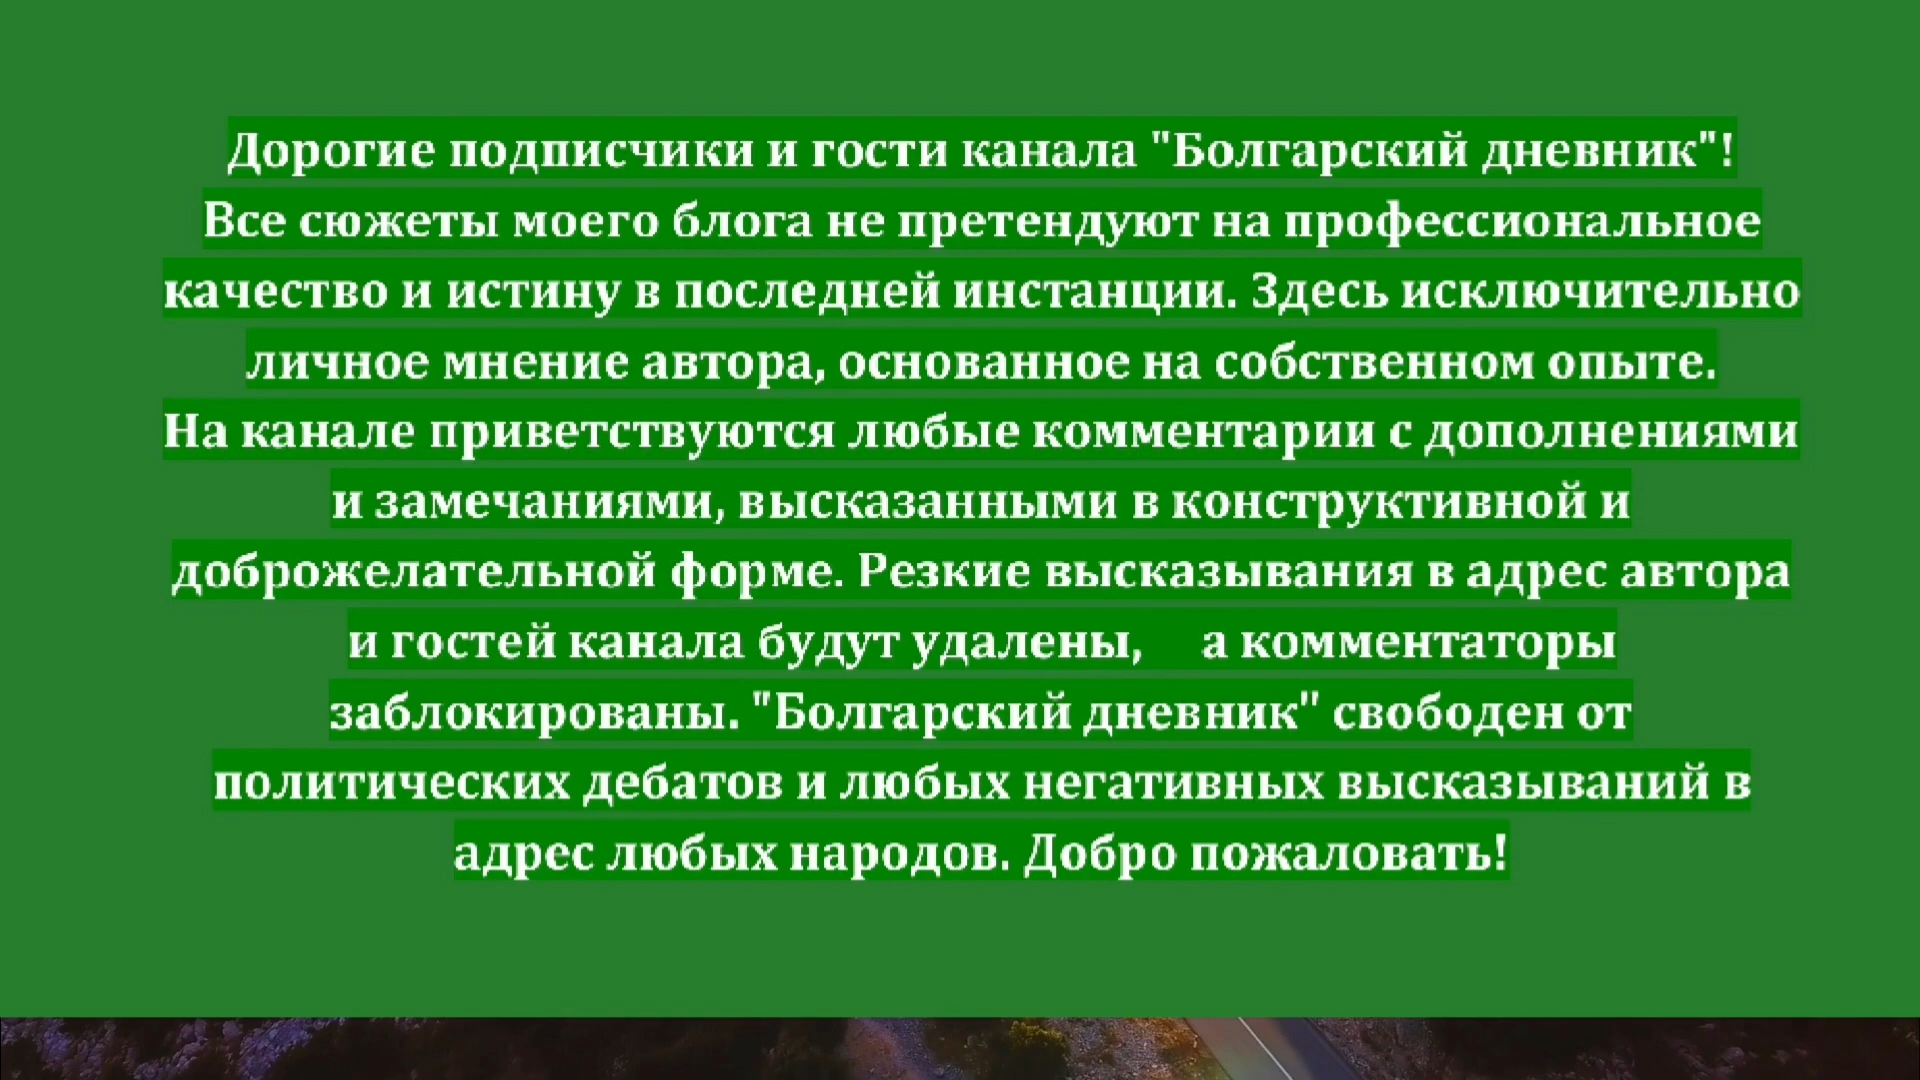 Дорогие подписчики и гости канала "Болгарский дневник"!
Все сюжеты моего блога не претендуют на профессиональное
качество и истину в последней инстанции. Здесь исключительно
личное мнение автора, основанное на собственном опыте.
На канале приветствуются любые комментарии с дополнениями
и замечаниями, высказанными в конструктивной и
доброжелательной форме. Резкие высказывания в адрес автора
и гостей канала будут удалены, а комментаторы
заблокированы. "Болгарский дневник" свободен от
политических дебатов и любых негативных высказываний в
адрес любых народов. Добро пожаловать!